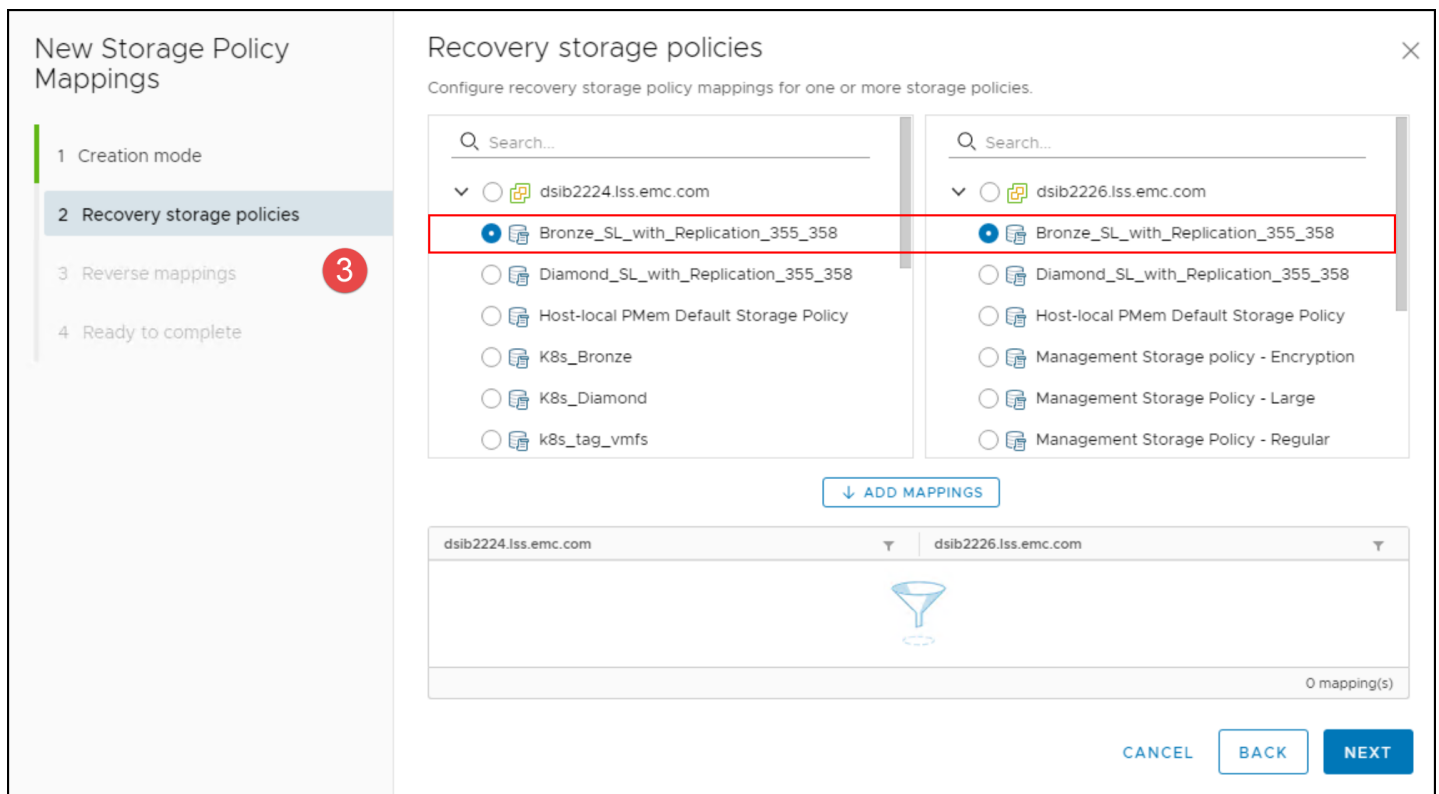 New Storage Policy
Mappings
1 Creation mode
2 Recovery storage policies
3 Reverse mappings
3
4 Ready to complete
Recovery storage policies
Configure recovery storage policy mappings for one or more storage policies.
Search...
dsib2224.lss.emc.com
Bronze_SL_with_Replication_355_358
Diamond_SL_with_Replication_355_358
Host-local PMem Default Storage Policy
K8s_Bronze
K8s_Diamond
k8s_tag_vmfs
Search...
dsib2226.lss.emc.com
Bronze_SL_with_Replication_355_358
Diamond_SL_with_Replication_355_358
Host-local PMem Default Storage Policy
Management Storage policy - Encryption
Management Storage Policy - Large
Management Storage Policy - Regular
ADD MAPPINGS
dsib2224.lss.emc.com
dsib2226.lss.emc.com
0 mapping(s)
CANCEL
BACK
NEXT